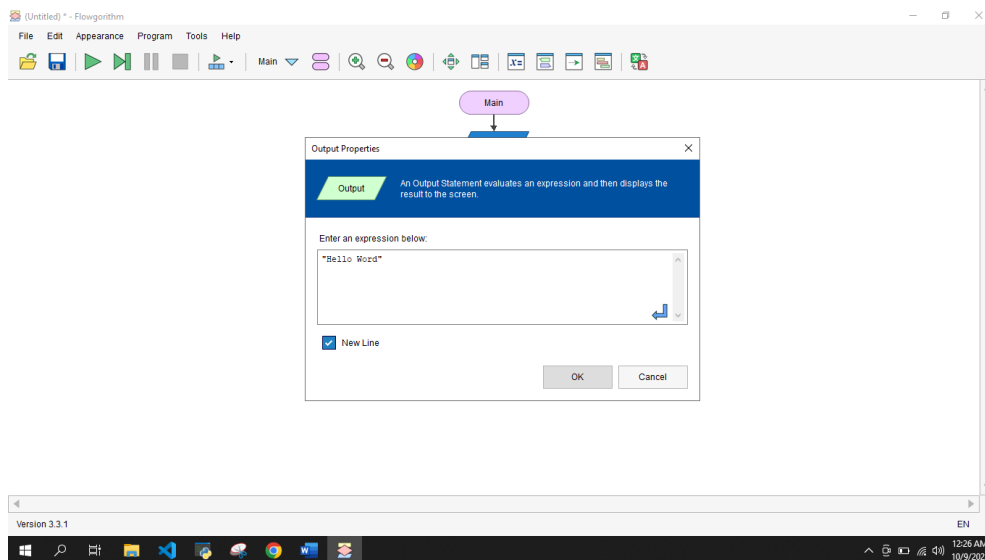 (Untitled) * - Flowgorithm
File Edit Appearance Program Tools Help
Main
Main
Output Properties
Output
An Output Statement evaluates an expression and then displays the
result to the screen.
Enter an expression below:
"Hello Word"
New Line
OK Cancel
Version 3.3.1 EN
12:26 AM